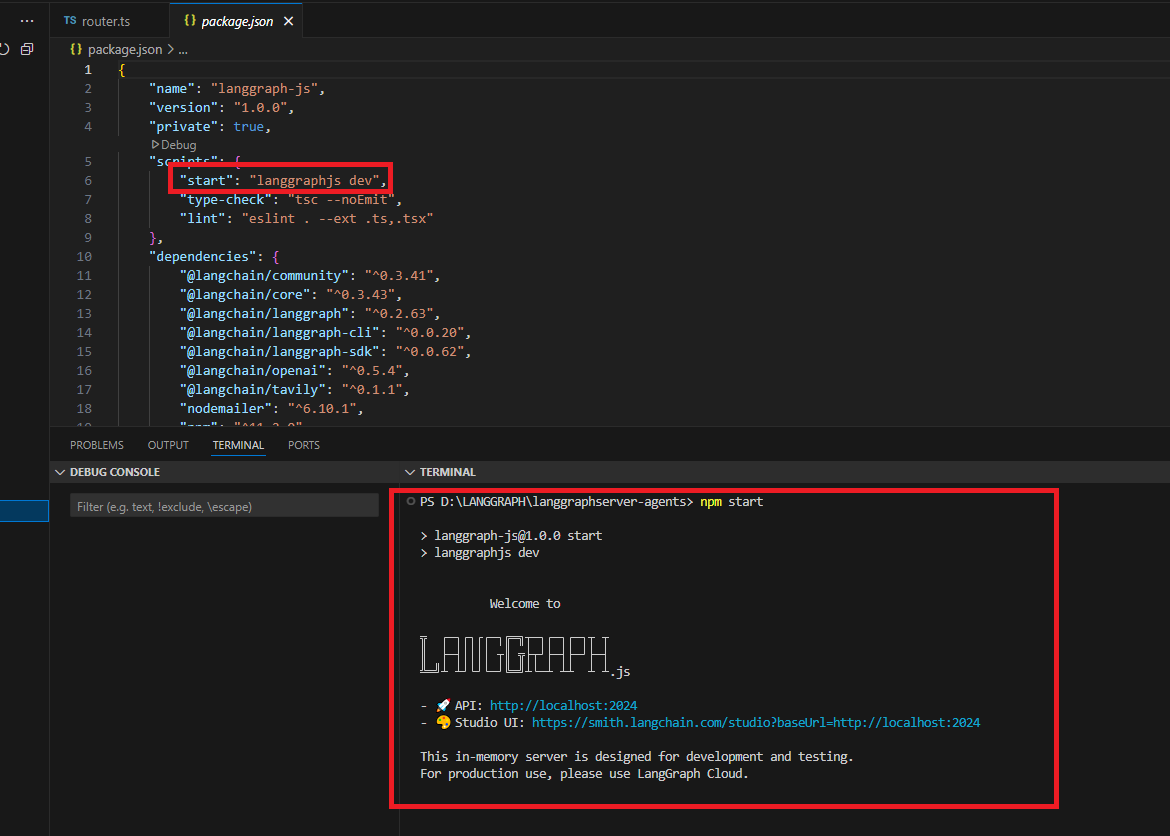 ...
TS router.ts
{} package.json ×
{} package.json > ...
1 {
2 "name": "langgraph-js",
3 "version": "1.0.0",
4 "private": true,
Debug
5 "scripts": {
6 "start": "langgraphjs dev",
7 "type-check": "tsc --noEmit",
8 "lint": "eslint . --ext .ts,.tsx"
9 },
10 "dependencies": {
11 "@langchain/community": "^0.3.41",
12 "@langchain/core": "^0.3.43",
13 "@langchain/langgraph": "^0.2.63",
14 "@langchain/langgraph-cli": "^0.0.20",
15 "@langchain/langgraph-sdk": "^0.0.62",
16 "@langchain/openai": "^0.5.4",
17 "@langchain/tavily": "^0.1.1",
18 "nodemailer": "^6.10.1",
PROBLEMS OUTPUT TERMINAL PORTS
DEBUG CONSOLE
Filter (e.g. text, !exclude, \escape)
TERMINAL
PS D:\LANGGRAPH\langgraphserver-agents> npm start
> langgraph-js@1.0.0 start
> langgraphjs dev
Welcome to
LANGGRAPH.js
- 🚀 API: http://localhost:2024
- 🎨 Studio UI: https://smith.langchain.com/studio?baseUrl=http://localhost:2024
This in-memory server is designed for development and testing.
For production use, please use LangGraph Cloud.